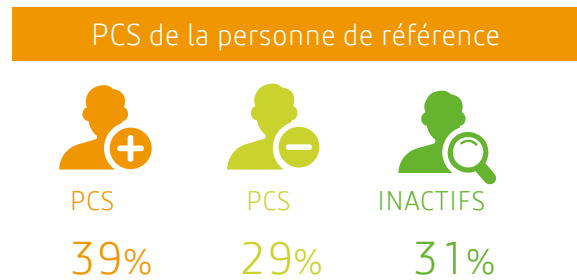 PCS de la personne de référence
PCS PCS INACTIFS
39% 29% 31%